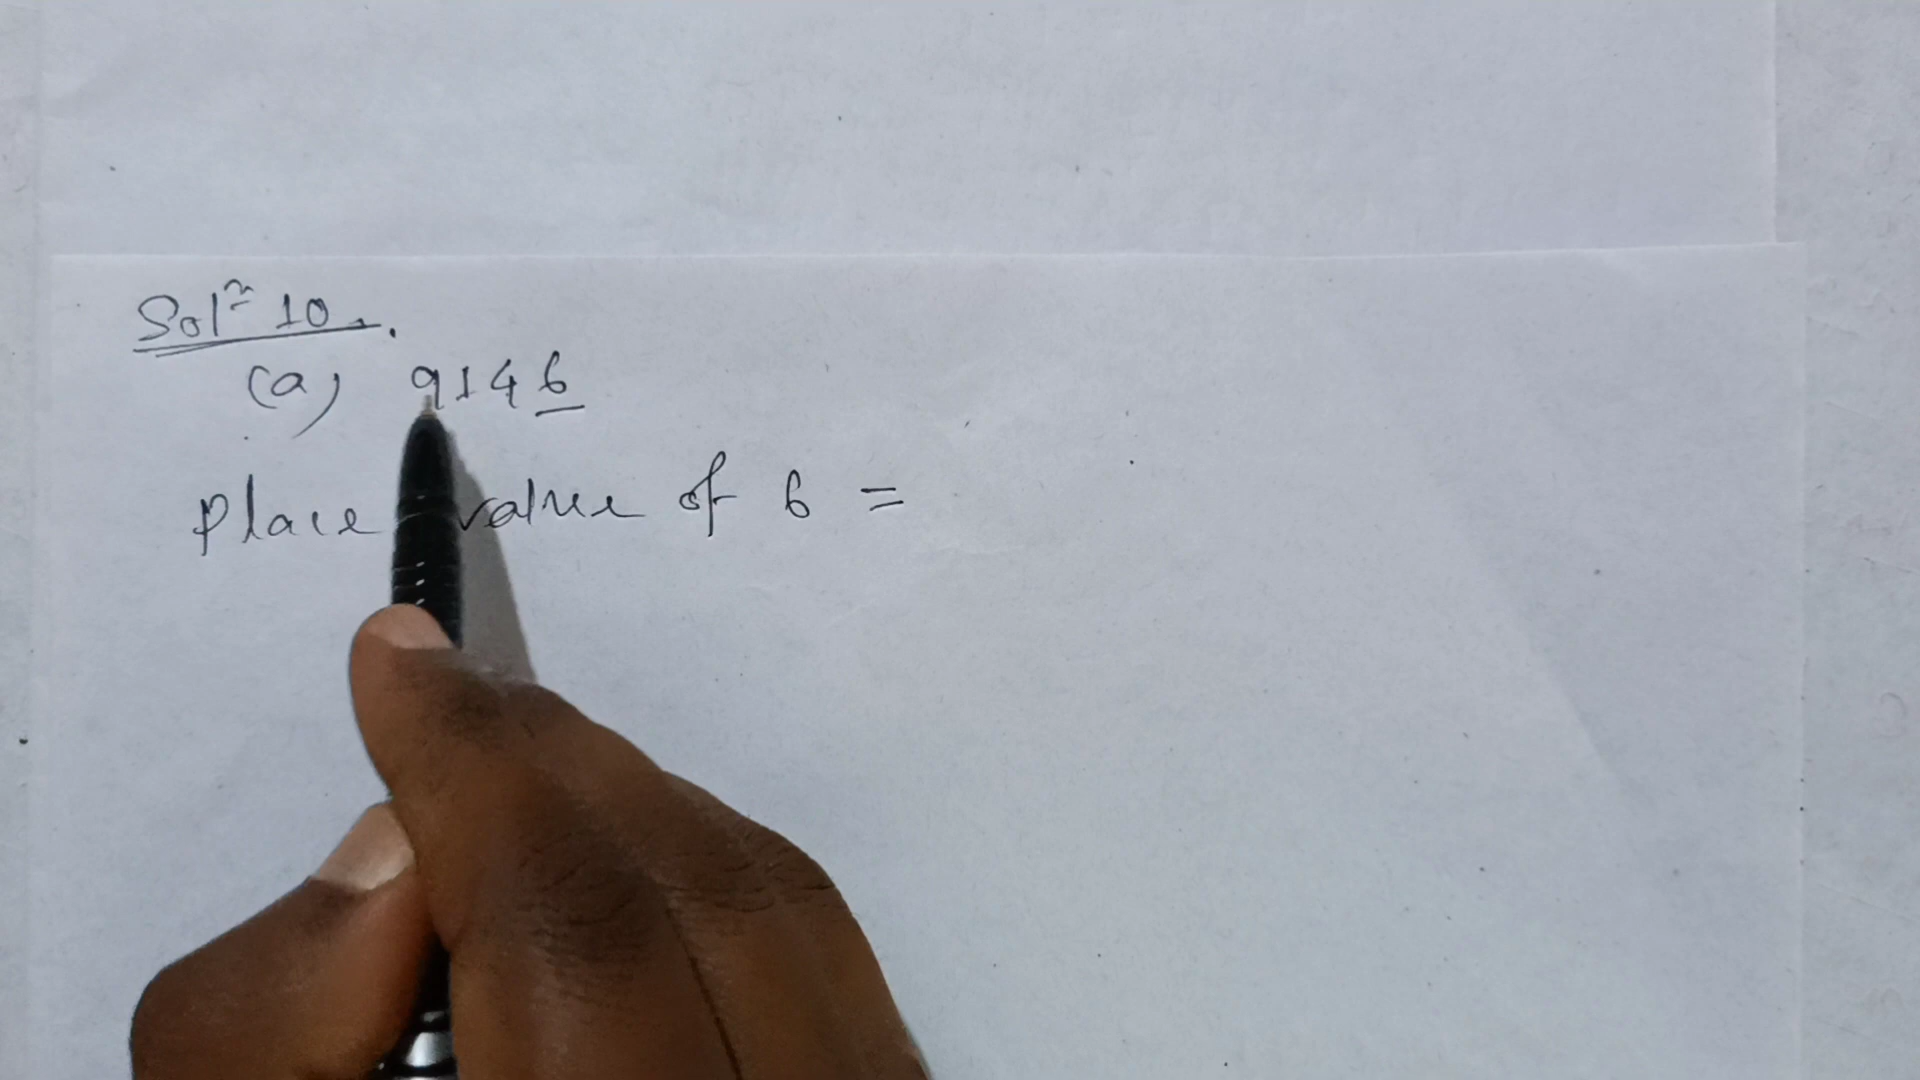 Solⁿ 10.
(a) 9146
Place value of 6 =